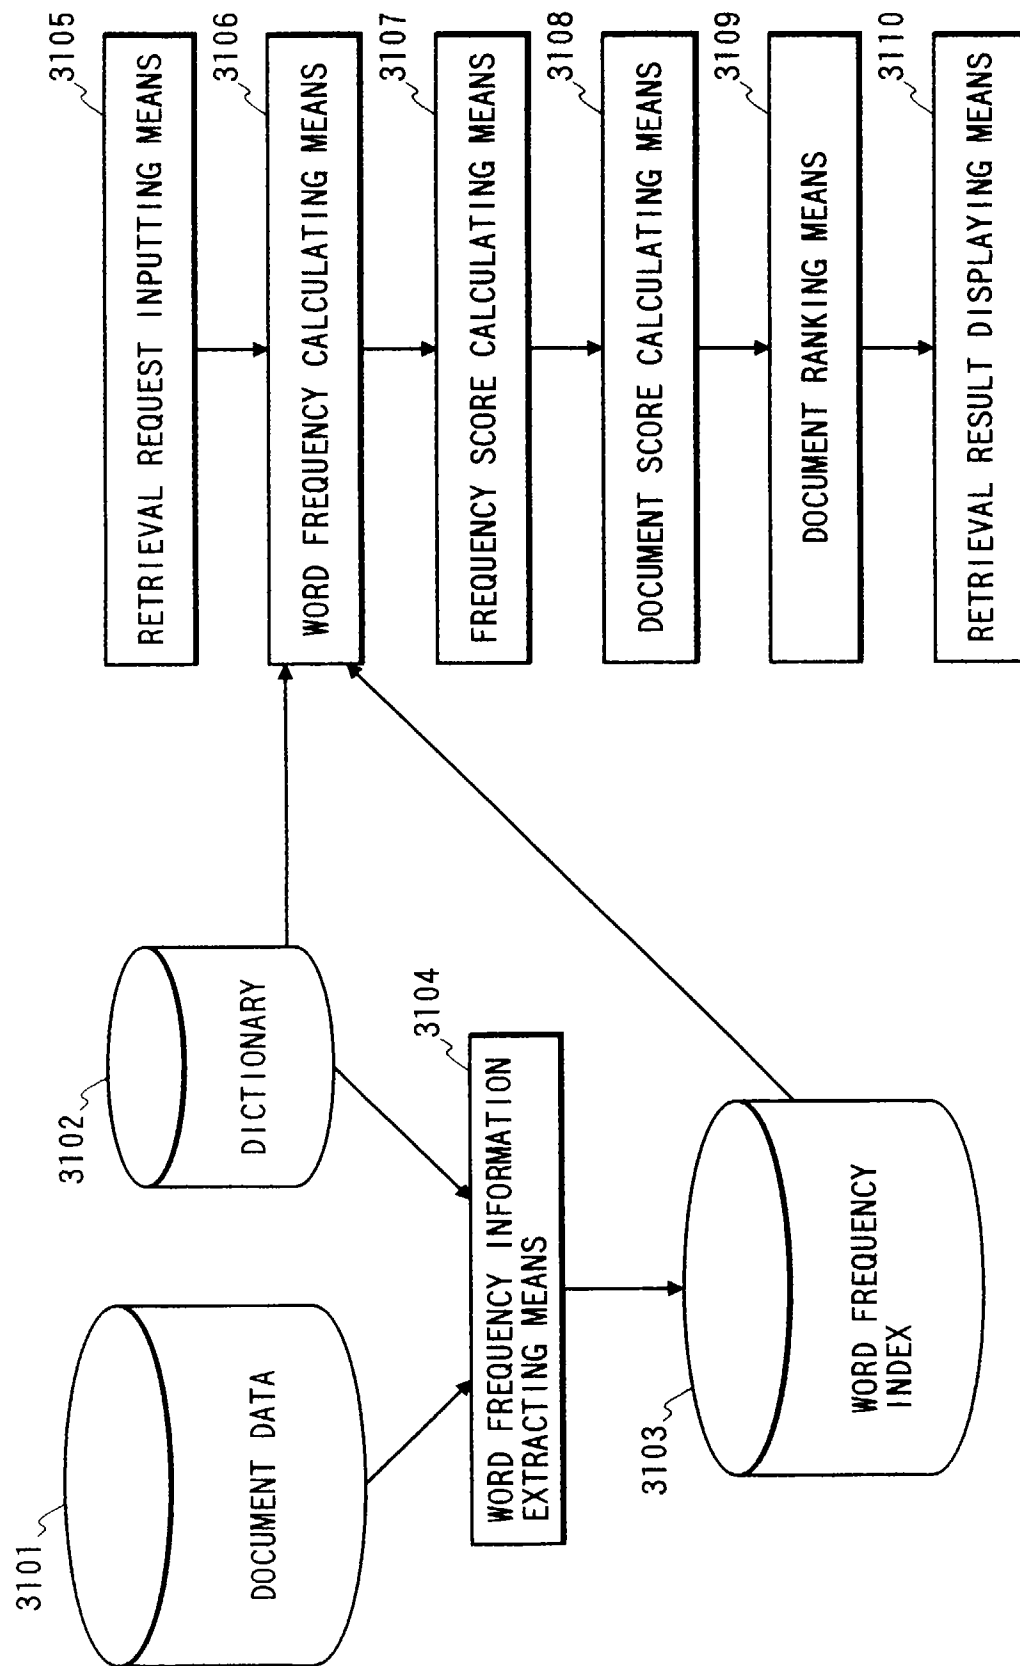 3101
DOCUMENT DATA
3102
DICTIONARY
3104
WORD FREQUENCY INFORMATION
EXTRACTING MEANS
3103
WORD FREQUENCY
INDEX
3105
RETRIEVAL REQUEST INPUTTING MEANS
3106
WORD FREQUENCY CALCULATING MEANS
3107
FREQUENCY SCORE CALCULATING MEANS
3108
DOCUMENT SCORE CALCULATING MEANS
3109
DOCUMENT RANKING MEANS
3110
RETRIEVAL RESULT DISPLAYING MEANS